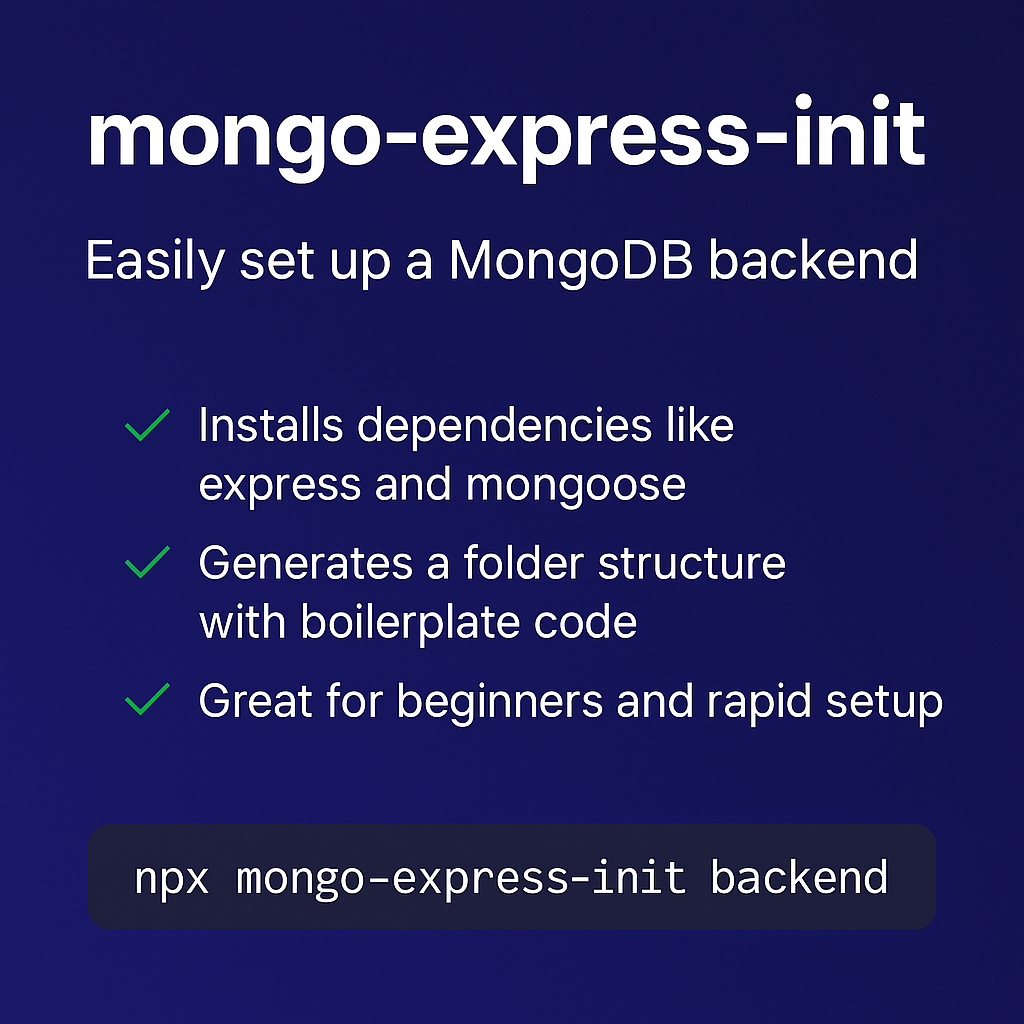 mongo-express-init
Easily set up a MongoDB backend
Installs dependencies like
express and mongoose
Generates a folder structure
with boilerplate code
Great for beginners and rapid setup
npx mongo-express-init backend